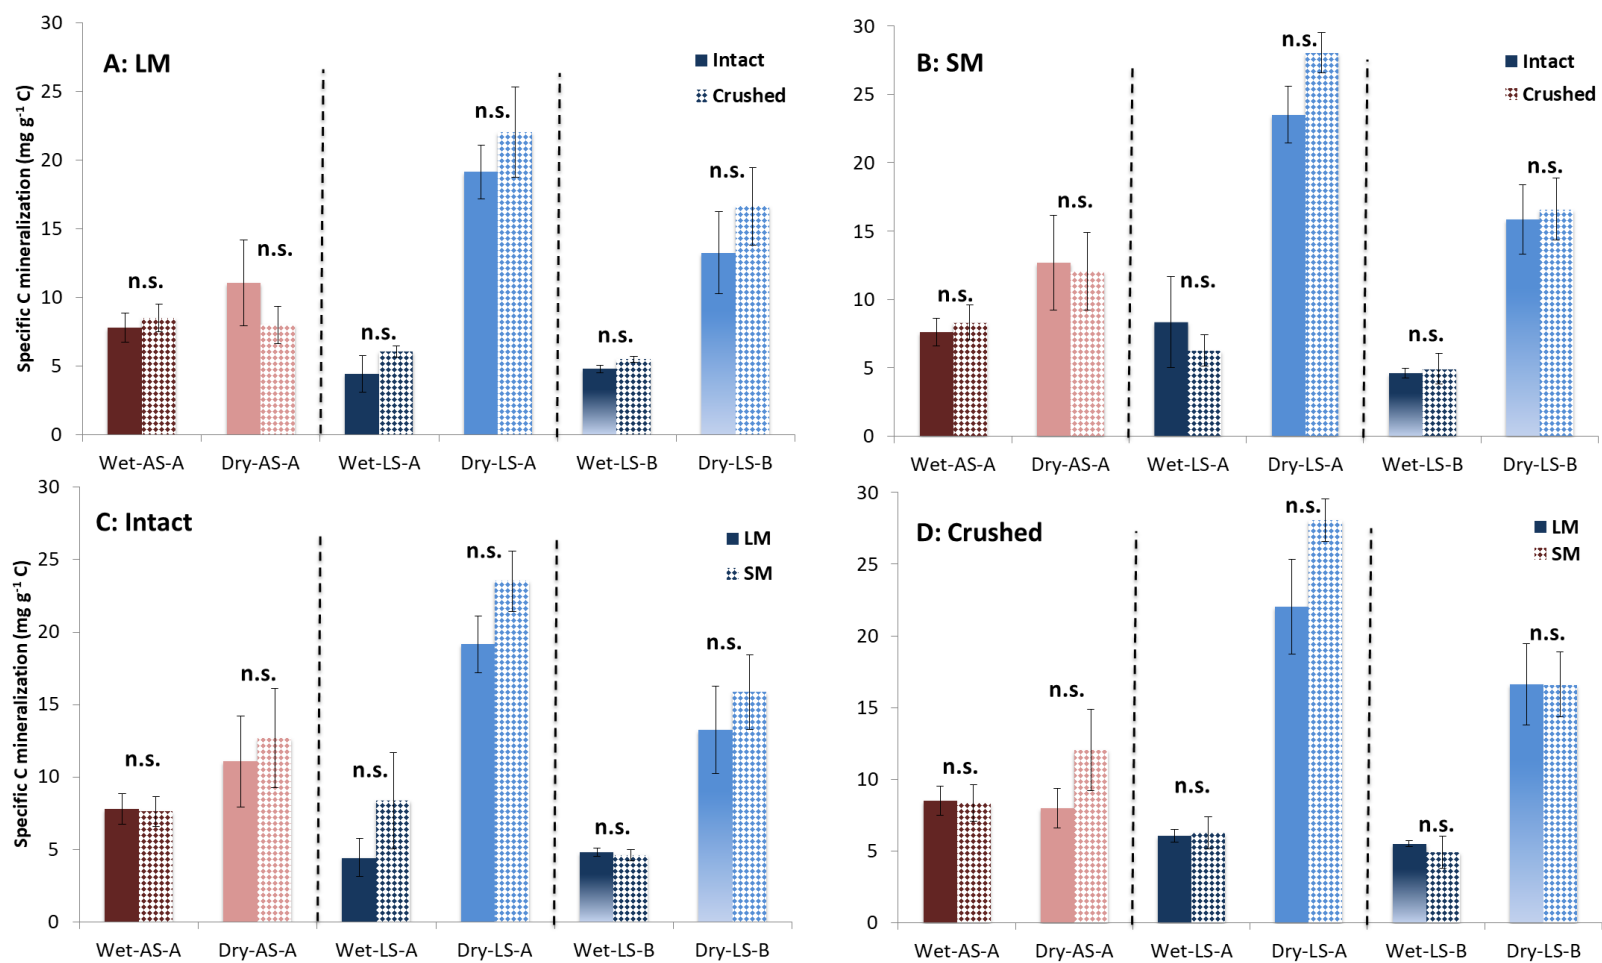 A: LM
Specific C mineralization (mg g-1 C)
30
25
20
15
10
5
0
Intact
Crushed
n.s.
n.s.
n.s.
n.s.
n.s.
n.s.
Wet-AS-A Dry-AS-A Wet-LS-A Dry-LS-A Wet-LS-B Dry-LS-B
B: SM
30
25
20
15
10
5
0
Intact
Crushed
n.s.
n.s.
n.s.
n.s.
n.s.
n.s.
Wet-AS-A Dry-AS-A Wet-LS-A Dry-LS-A Wet-LS-B Dry-LS-B
C: Intact
Specific C mineralization (mg g-1 C)
30
25
20
15
10
5
0
LM
SM
n.s.
n.s.
n.s.
n.s.
n.s.
n.s.
Wet-AS-A Dry-AS-A Wet-LS-A Dry-LS-A Wet-LS-B Dry-LS-B
D: Crushed
30
25
20
15
10
5
0
LM
SM
n.s.
n.s.
n.s.
n.s.
n.s.
n.s.
Wet-AS-A Dry-AS-A Wet-LS-A Dry-LS-A Wet-LS-B Dry-LS-B